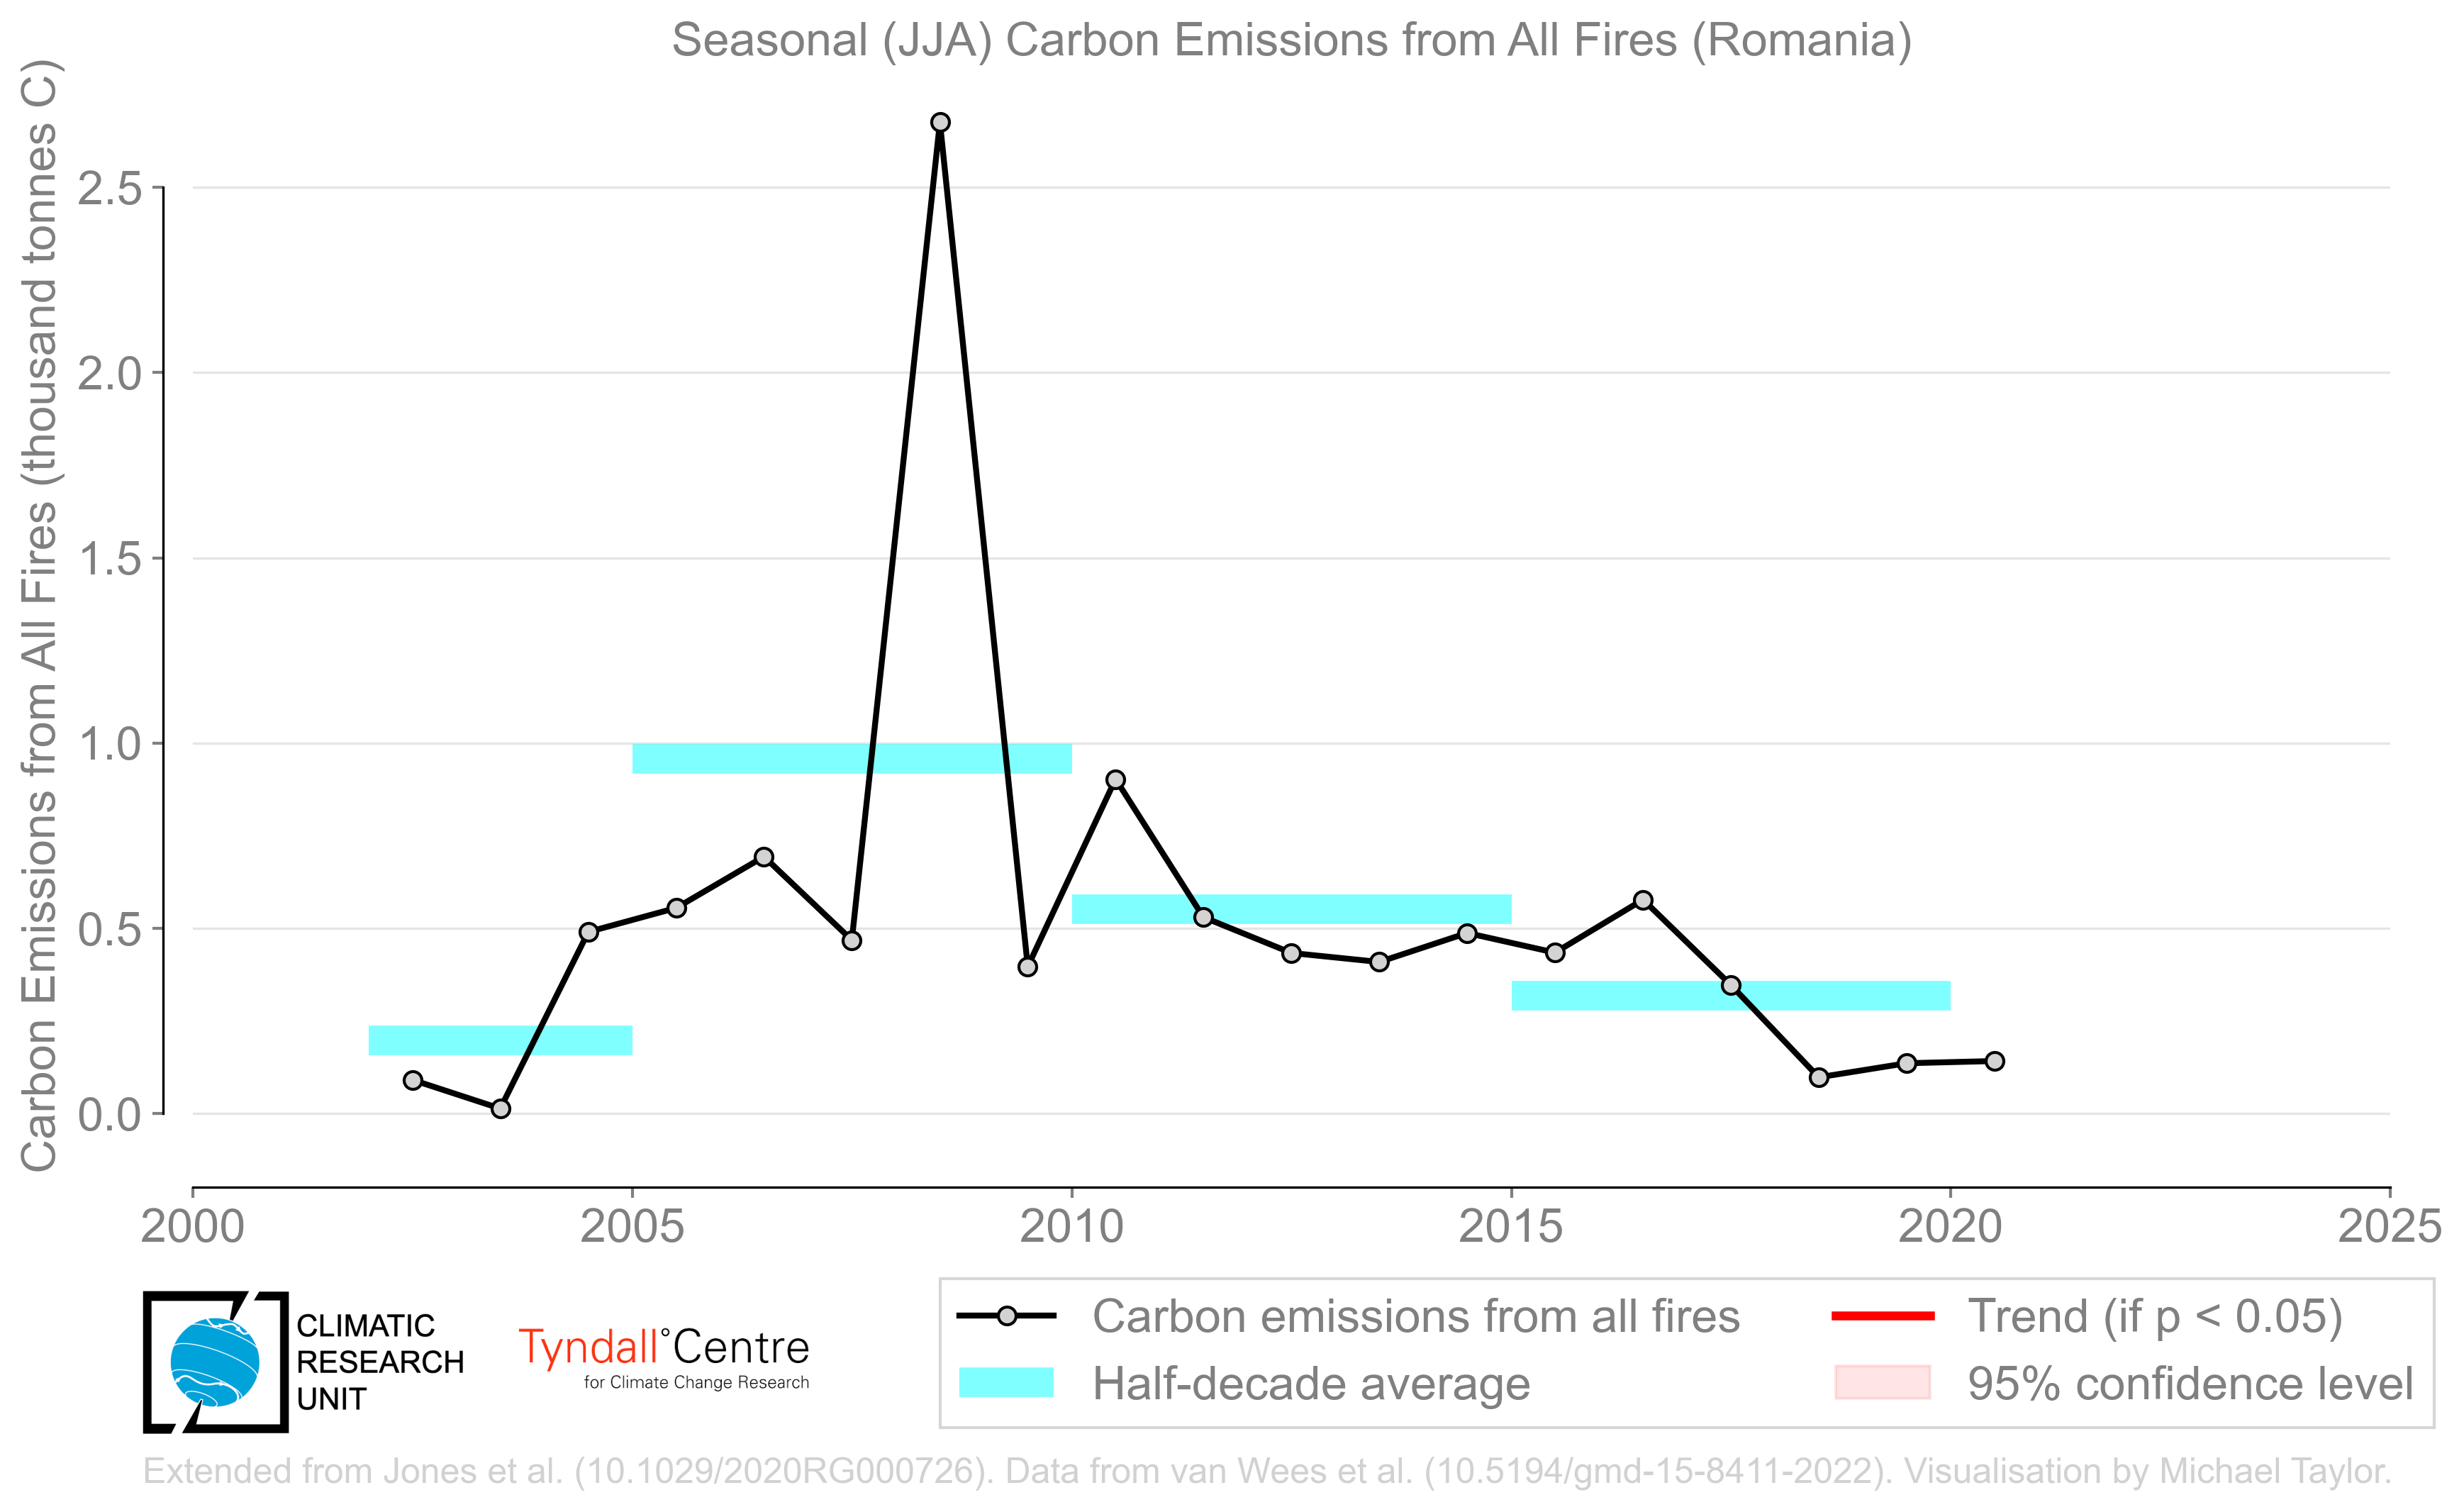 Seasonal (JJA) Carbon Emissions from All Fires (Romania)
Carbon Emissions from All Fires (thousand tonnes C)
2.5
2.0
1.5
1.0
0.5
0.0
2000 2005 2010 2015 2020 2025
CLIMATIC
RESEARCH
UNIT
Tyndall°Centre
for Climate Change Research
Carbon emissions from all fires
Half-decade average
Trend (if p < 0.05)
95% confidence level
Extended from Jones et al. (10.1029/2020RG000726). Data from van Wees et al. (10.5194/gmd-15-8411-2022). Visualisation by Michael Taylor.